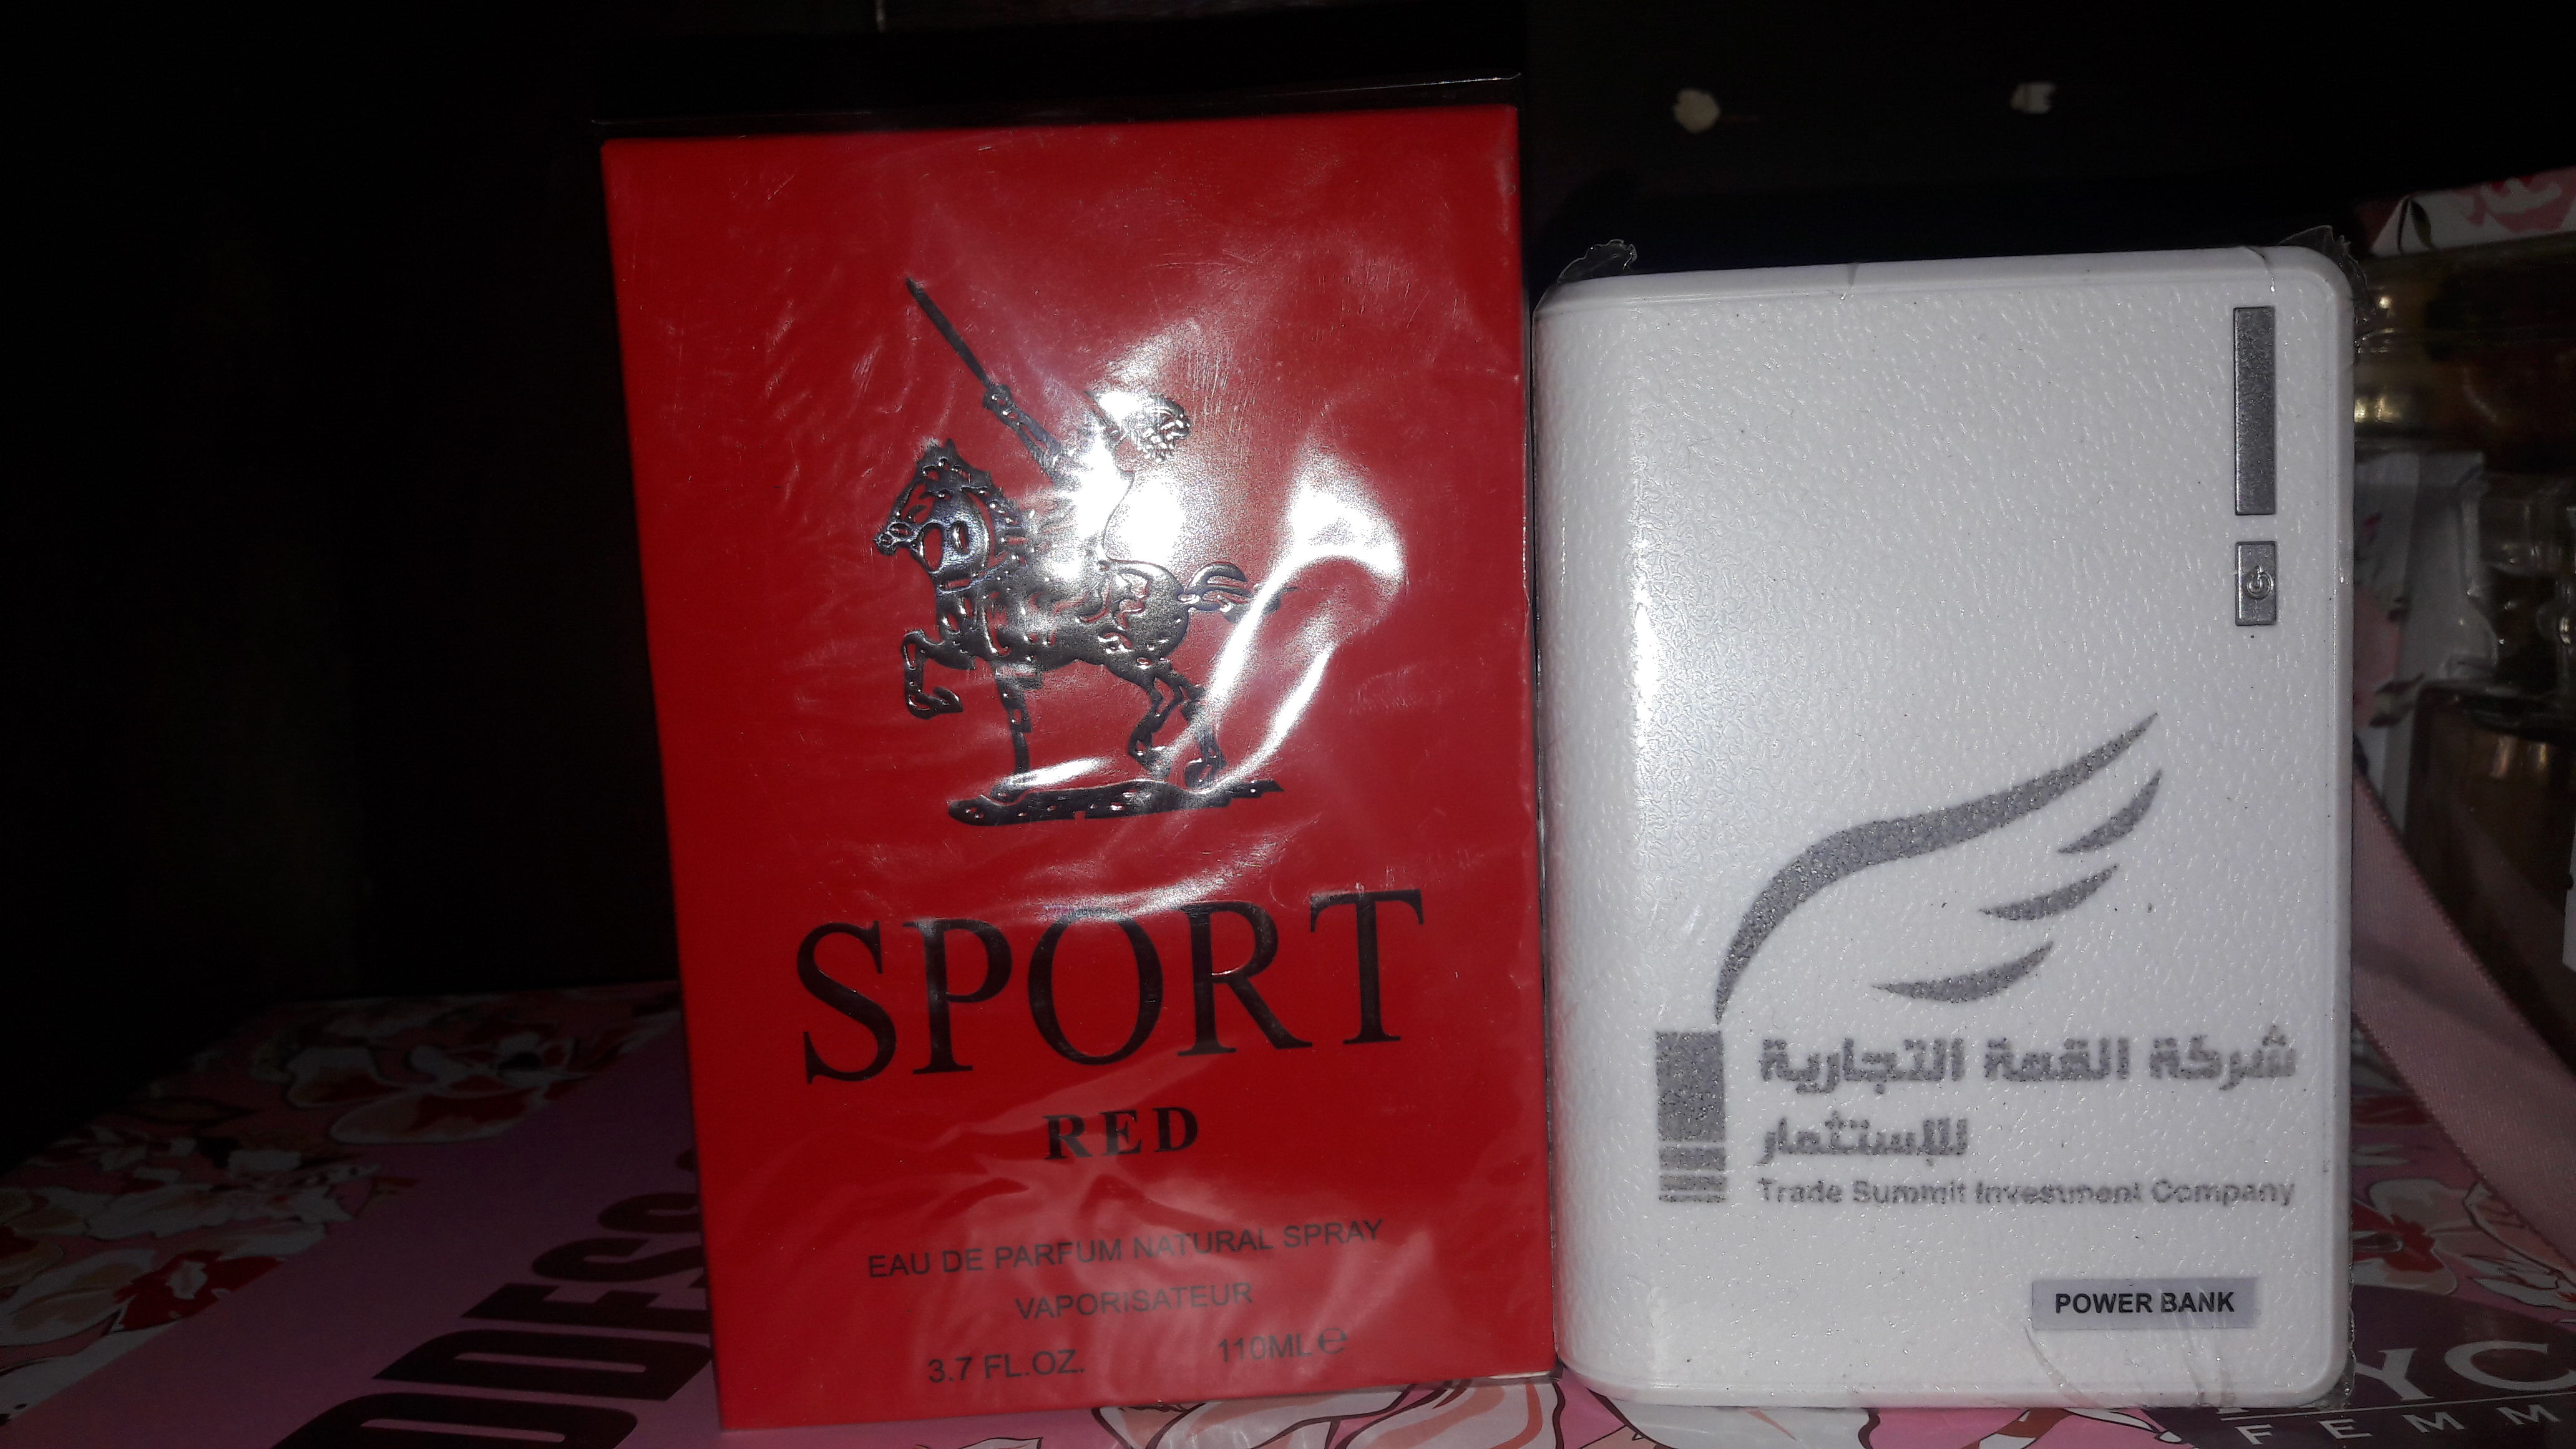 SPORT
RED
EAU DE PARFUM NATURAL SPRAY
VAPORISATEUR
3.7 FL.OZ. 110ML e
شركة القمة التجارية
للإستثمار
Trade Summit Investment Company
POWER BANK